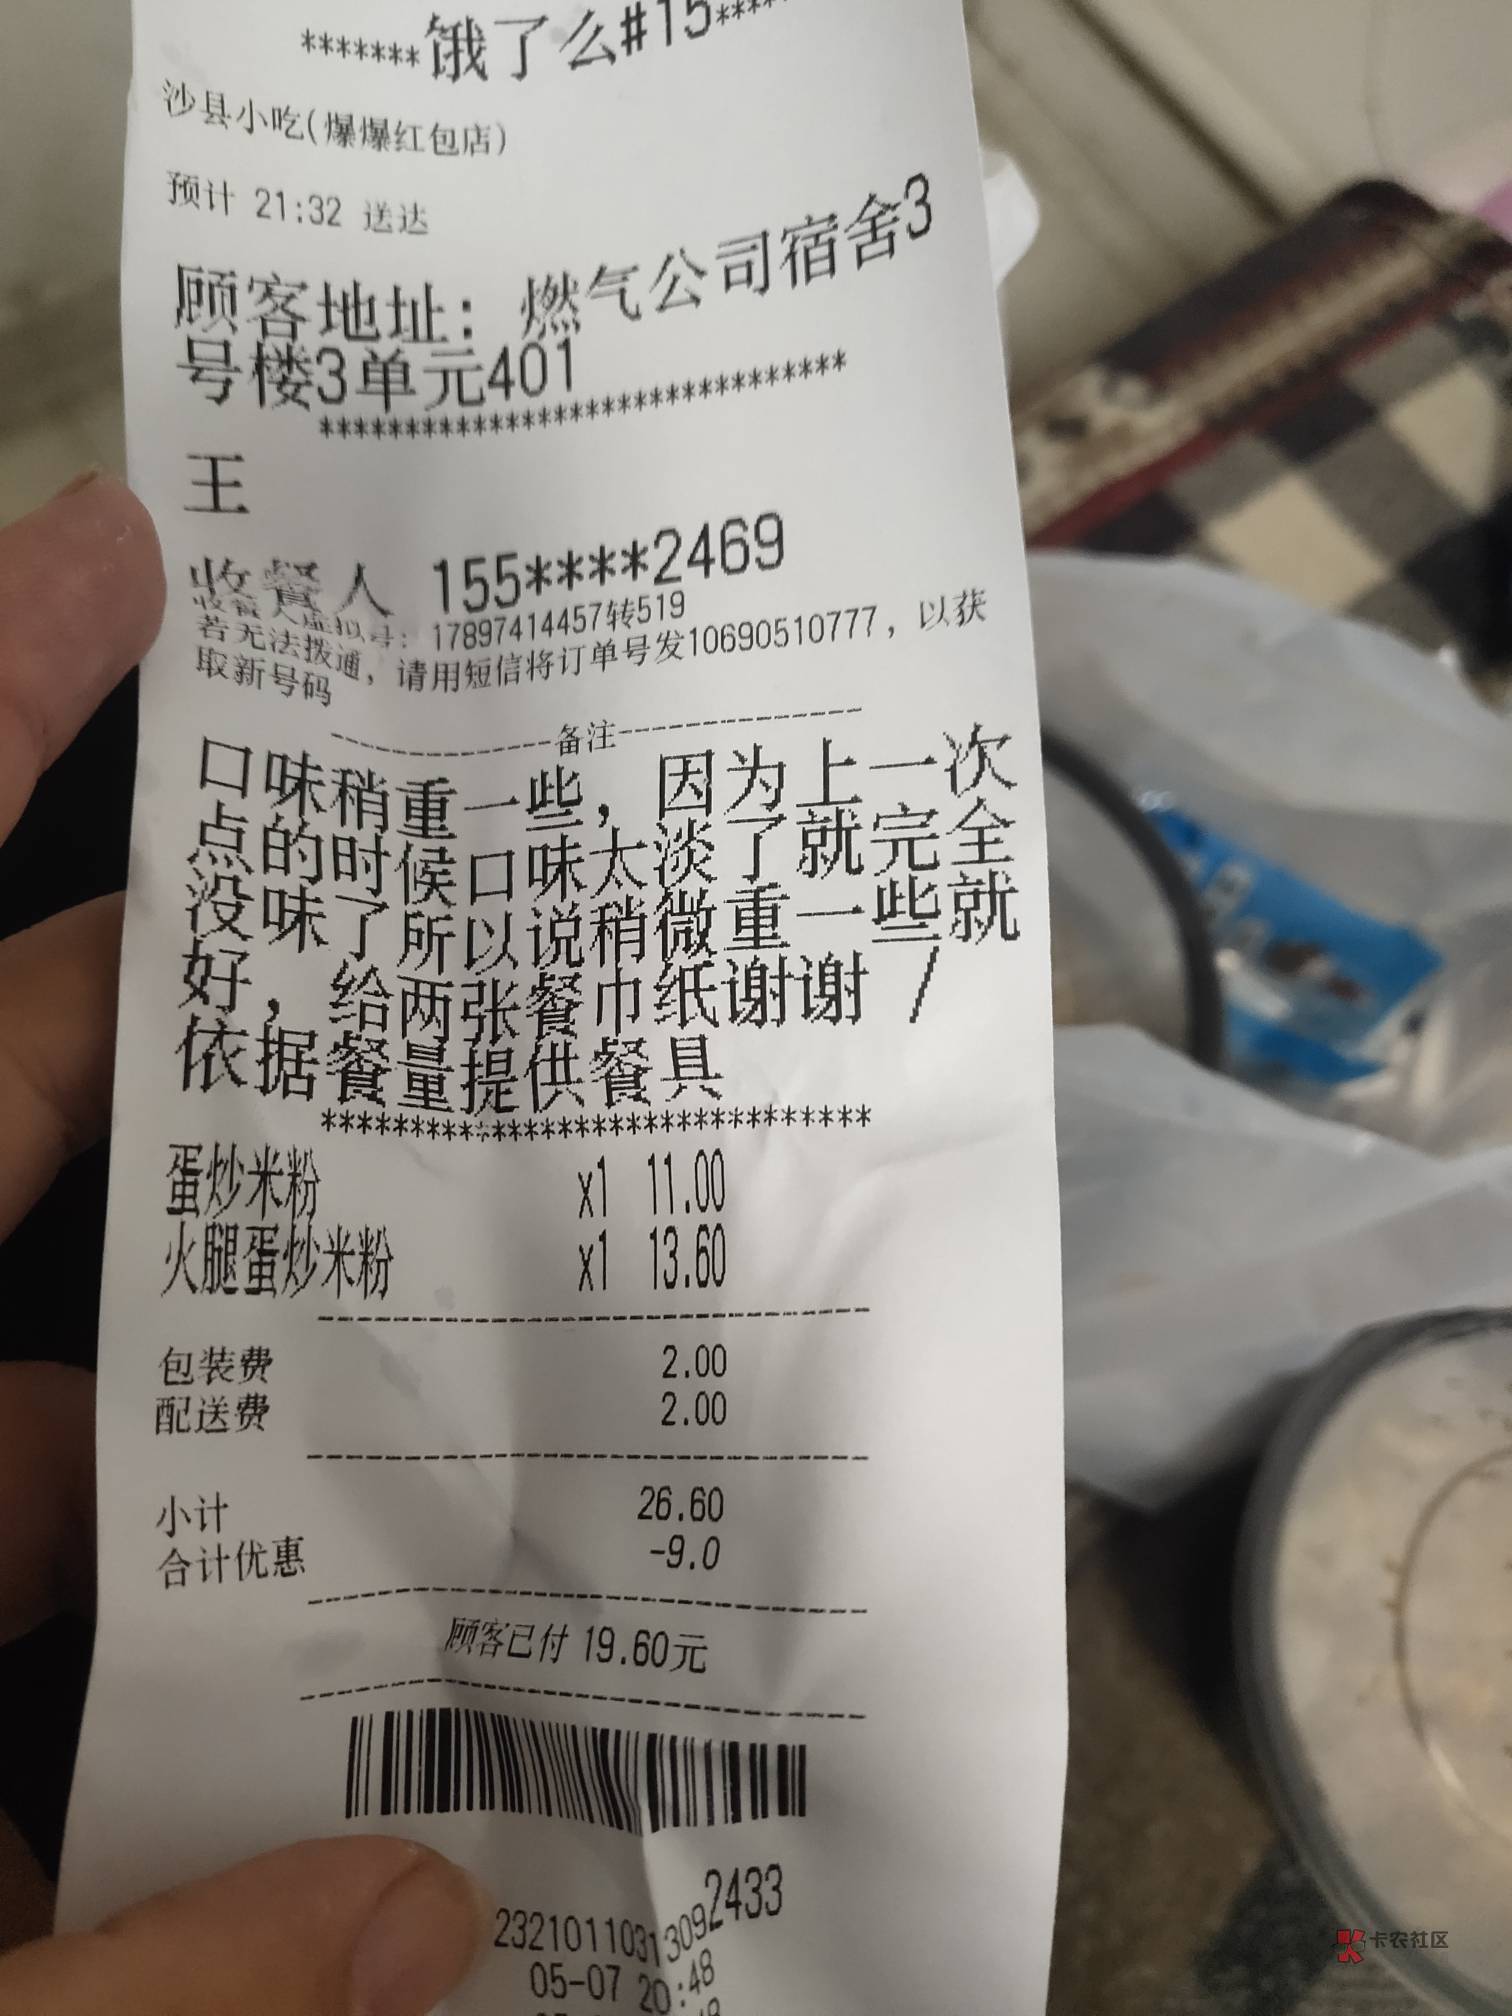 *******饿了么#15*****
沙县小吃(爆爆红包店)
预计 21:32 送达
顾客地址：燃气公司宿舍3
号楼3单元401
王
收餐人 155****2469
收餐人虚拟号：17897414457转519
若无法拨通，请用短信将订单号发10690510777，以获
取新号码
备注
口味稍重一些，因为上一次
点的时候口味太淡了就完全
没味了所以说稍微重一些就
好，给两张餐巾纸谢谢 /
依据餐量提供餐具
蛋炒米粉 x1 11.00
火腿蛋炒米粉 x1 13.60
包装费 2.00
配送费 2.00
小计 26.60
合计优惠 -9.0
顾客已付 19.60元
23210110313092433
05-07 20:48
卡农社区